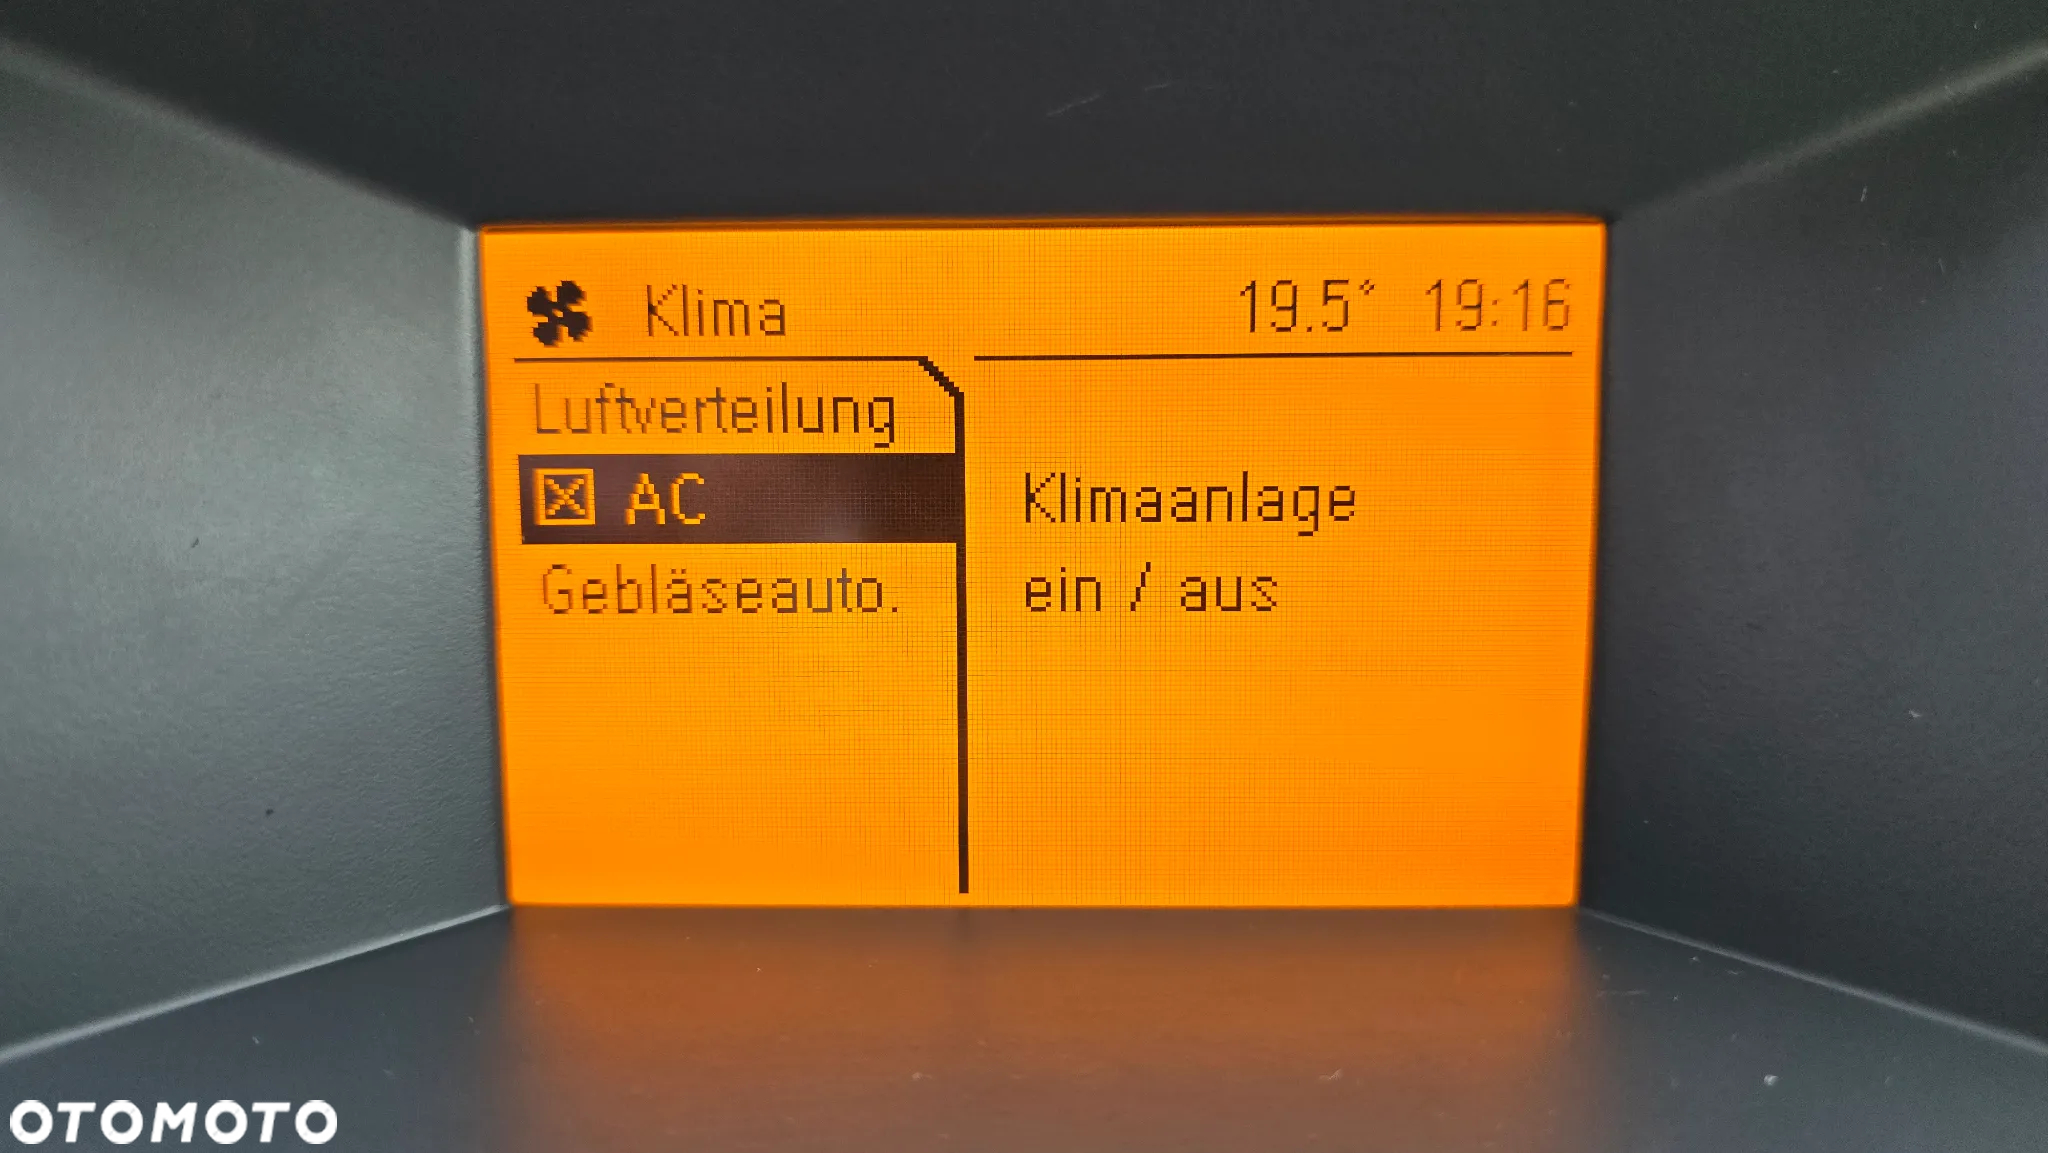 Klima 19.5° 19:16
Luftverteilung
AC
Gebläseauto.
Klimaanlage
ein / aus
OTOMOTO